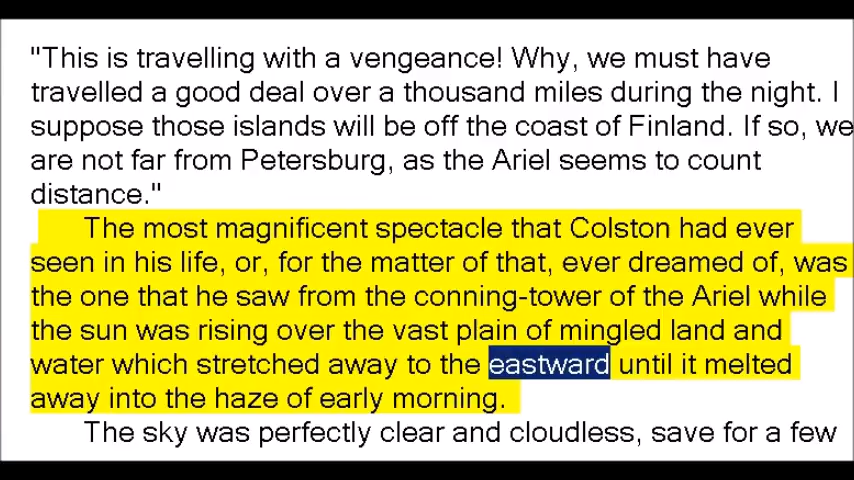 "This is travelling with a vengeance! Why, we must have
travelled a good deal over a thousand miles during the night. I
suppose those islands will be off the coast of Finland. If so, we
are not far from Petersburg, as the Ariel seems to count
distance."
The most magnificent spectacle that Colston had ever
seen in his life, or, for the matter of that, ever dreamed of, was
the one that he saw from the conning-tower of the Ariel while
the sun was rising over the vast plain of mingled land and
water which stretched away to the eastward until it melted
away into the haze of early morning.
The sky was perfectly clear and cloudless, save for a few